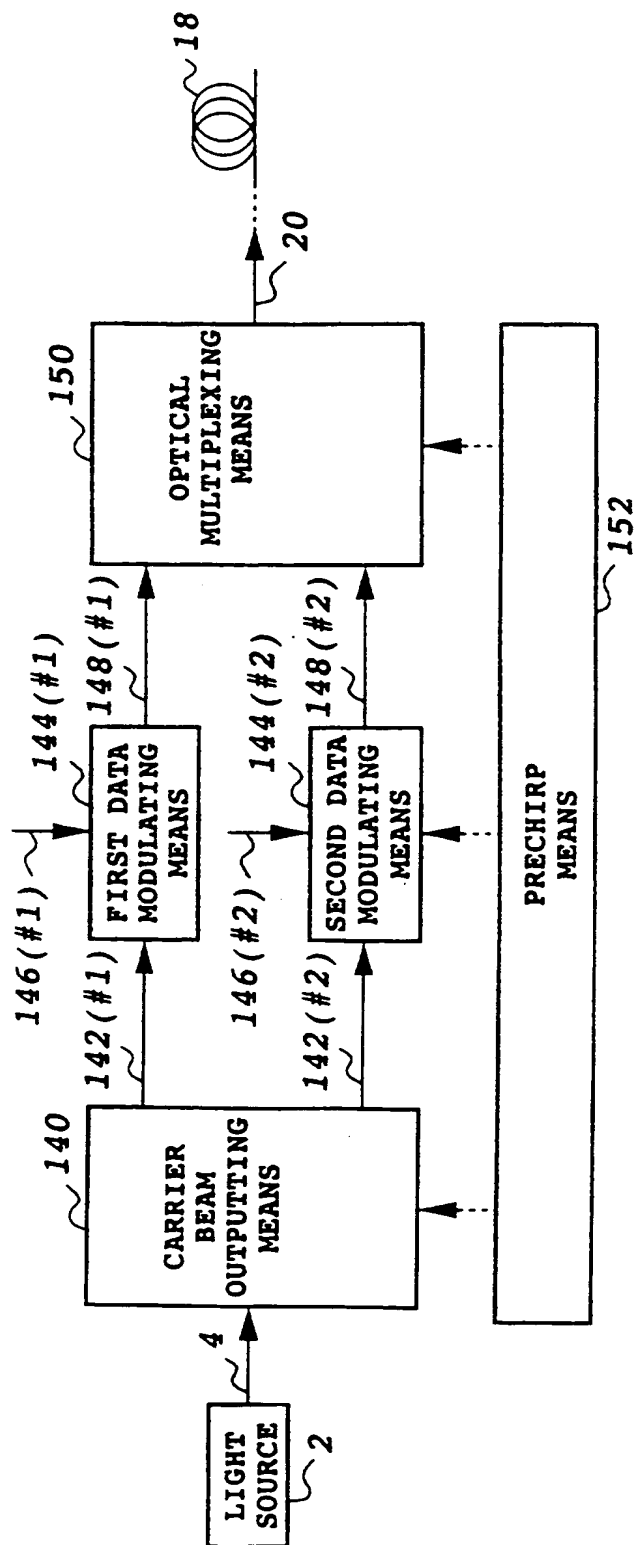 LIGHT
SOURCE
2
4
140
CARRIER
BEAM
OUTPUTTING
MEANS
142(#1)
142(#2)
146(#1)
144(#1)
FIRST DATA
MODULATING
MEANS
148(#1)
146(#2)
144(#2)
SECOND DATA
MODULATING
MEANS
148(#2)
150
OPTICAL
MULTIPLEXING
MEANS
20
18
PRECHIRP
MEANS
152